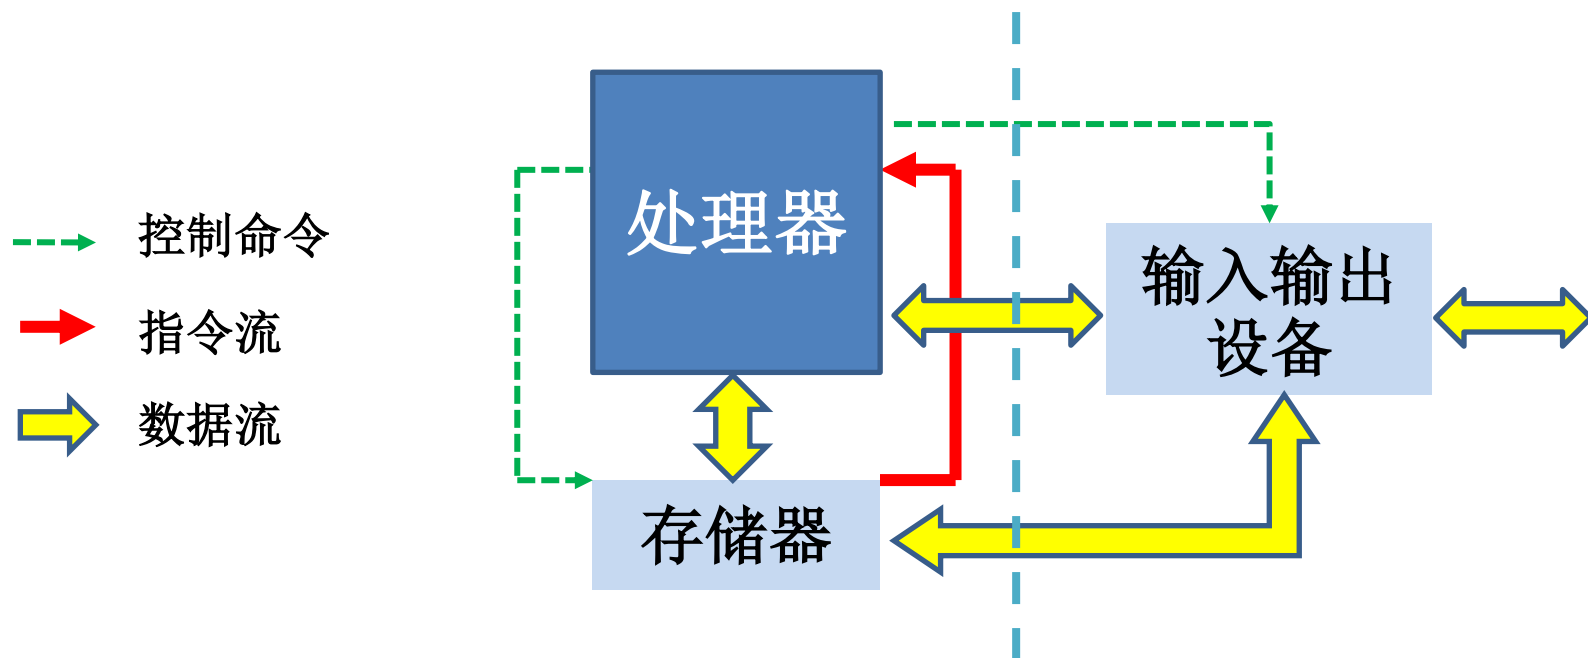 控制命令
指令流
数据流
处理器
存储器
输入输出
设备